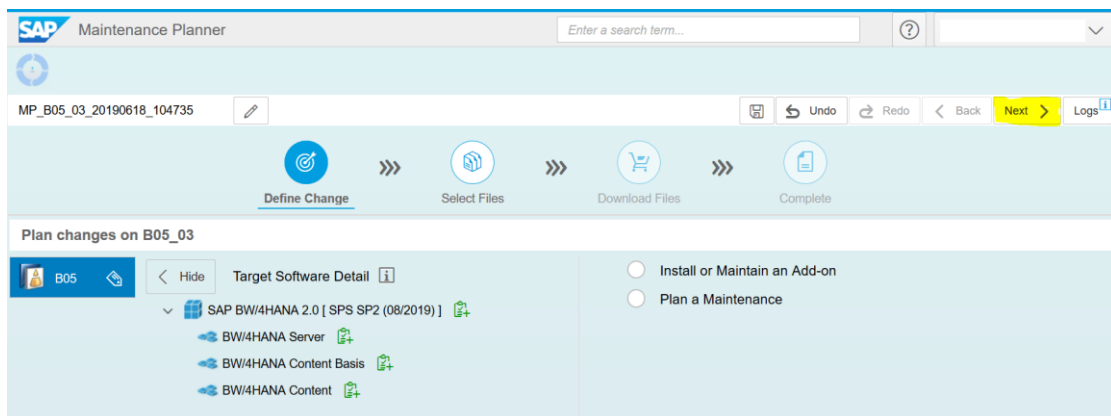 SAP Maintenance Planner Enter a search term... ?
MP_B05_03_20190618_104735 Undo Redo Back Next Logs i
Define Change Select Files Download Files Complete
Plan changes on B05_03
B05 Hide Target Software Detail i Install or Maintain an Add-on
SAP BW/4HANA 2.0 [ SPS SP2 (08/2019) ] Plan a Maintenance
BW/4HANA Server
BW/4HANA Content Basis
BW/4HANA Content